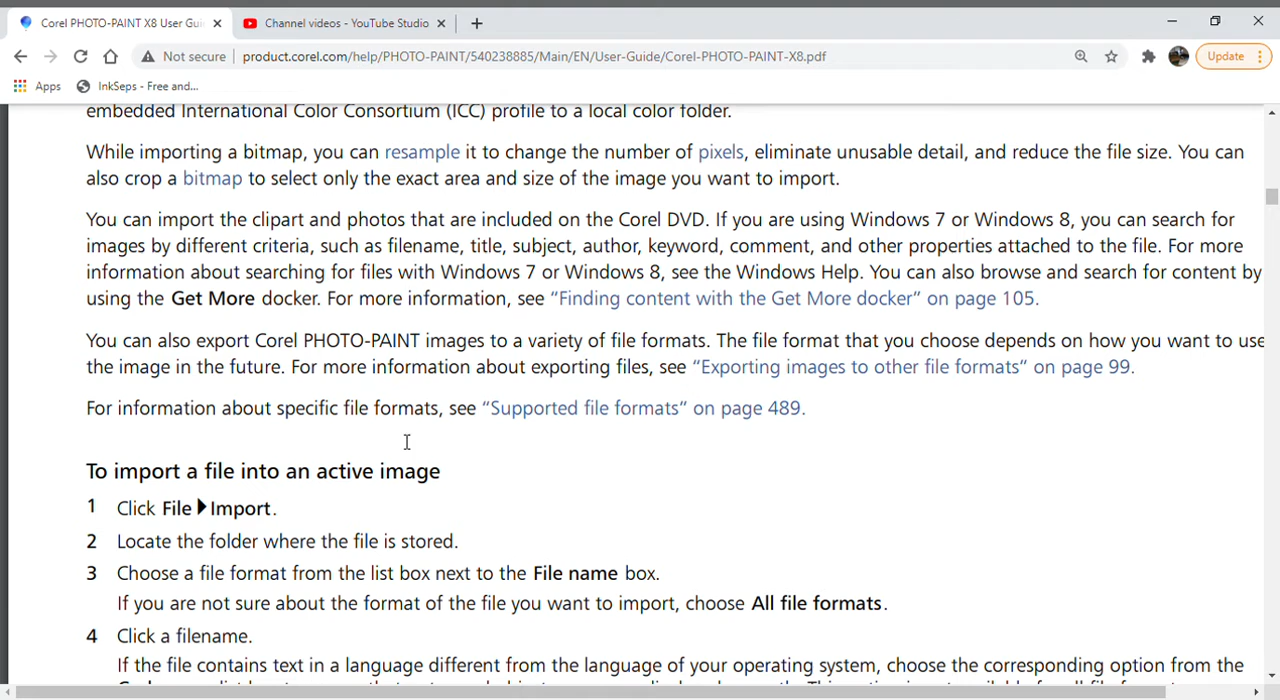 Corel PHOTO-PAINT X8 User Gui
Channel videos - YouTube Studio
Not secure
product.corel.com/help/PHOTO-PAINT/540238885/Main/EN/User-Guide/Corel-PHOTO-PAINT-X8.pdf
Update
Apps
InkSeps - Free and...
embedded International Color Consortium (ICC) profile to a local color folder.
While importing a bitmap, you can resample it to change the number of pixels, eliminate unusable detail, and reduce the file size. You can
also crop a bitmap to select only the exact area and size of the image you want to import.
You can import the clipart and photos that are included on the Corel DVD. If you are using Windows 7 or Windows 8, you can search for
images by different criteria, such as filename, title, subject, author, keyword, comment, and other properties attached to the file. For more
information about searching for files with Windows 7 or Windows 8, see the Windows Help. You can also browse and search for content by
using the Get More docker. For more information, see “Finding content with the Get More docker” on page 105.
You can also export Corel PHOTO-PAINT images to a variety of file formats. The file format that you choose depends on how you want to use
the image in the future. For more information about exporting files, see “Exporting images to other file formats” on page 99.
For information about specific file formats, see “Supported file formats” on page 489.
To import a file into an active image
1 Click File ▶ Import.
2 Locate the folder where the file is stored.
3 Choose a file format from the list box next to the File name box.
If you are not sure about the format of the file you want to import, choose All file formats.
4 Click a filename.
If the file contains text in a language different from the language of your operating system, choose the corresponding option from the